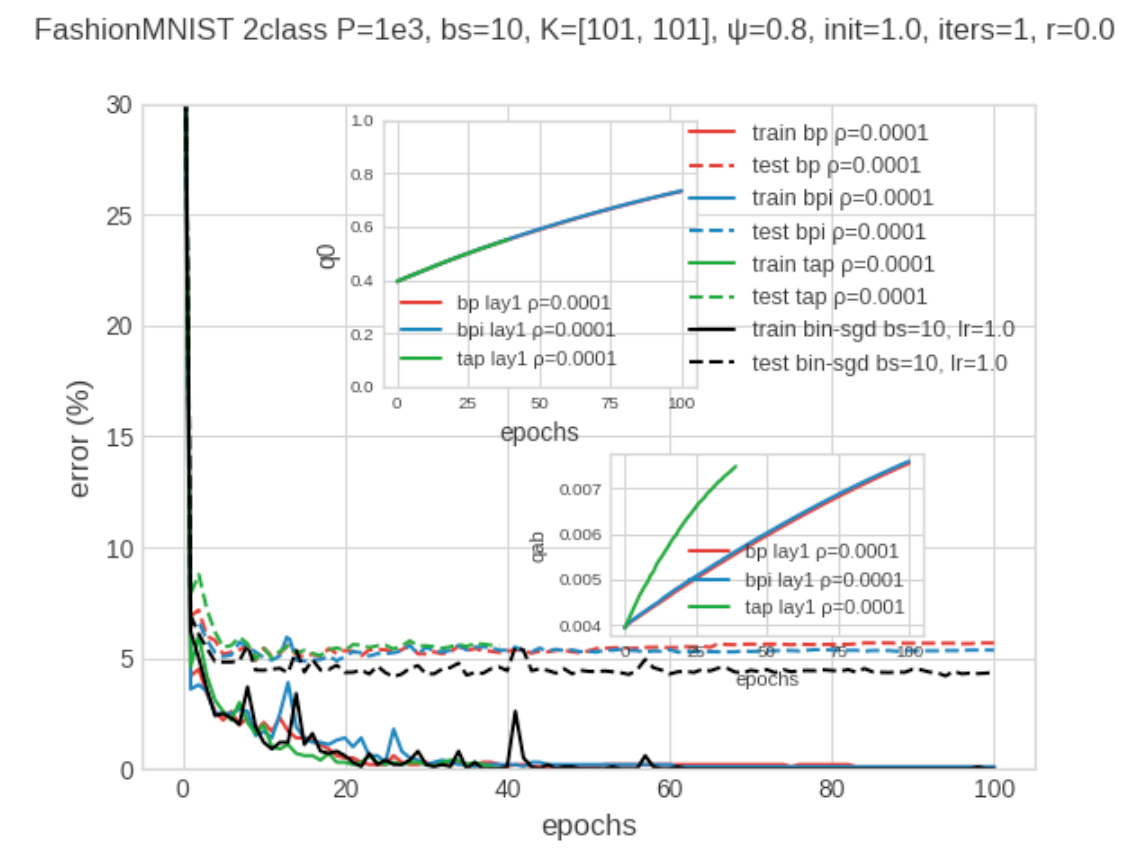 FashionMNIST 2class P=1e3, bs=10, K=[101, 101], ψ=0.8, init=1.0, iters=1, r=0.0
30
25
20
15
10
5
0
error (%)
0 20 40 60 80 100
epochs
train bp ρ=0.0001
test bp ρ=0.0001
train bpi ρ=0.0001
test bpi ρ=0.0001
train tap ρ=0.0001
test tap ρ=0.0001
train bin-sgd bs=10, lr=1.0
test bin-sgd bs=10, lr=1.0
1.0
0.8
0.6
0.4
0.2
0.0
q0
bp lay1 ρ=0.0001
bpi lay1 ρ=0.0001
tap lay1 ρ=0.0001
0 25 50 75 100
epochs
0.007
0.006
0.005
0.004
qab
bp lay1 ρ=0.0001
bpi lay1 ρ=0.0001
tap lay1 ρ=0.0001
0 25 50 75 100
epochs